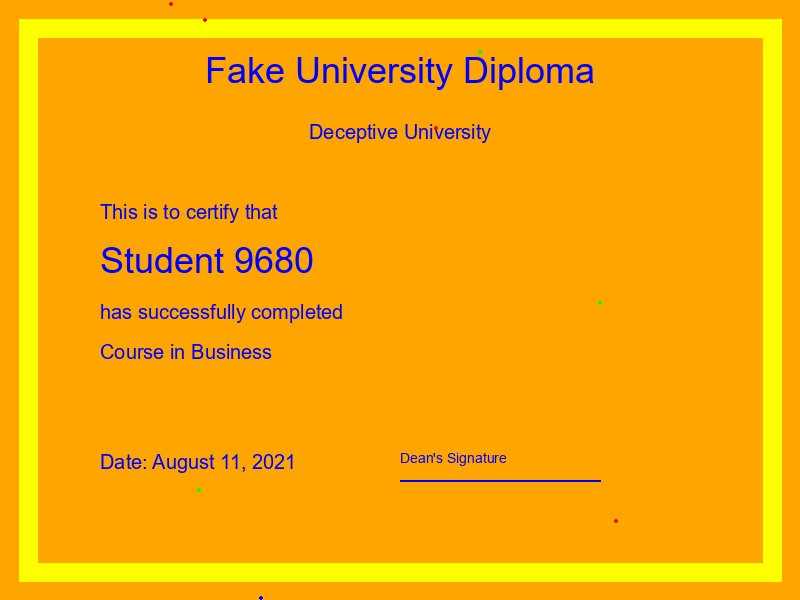 Fake University Diploma
Deceptive University
This is to certify that
Student 9680
has successfully completed
Course in Business
Date: August 11, 2021
Dean's Signature